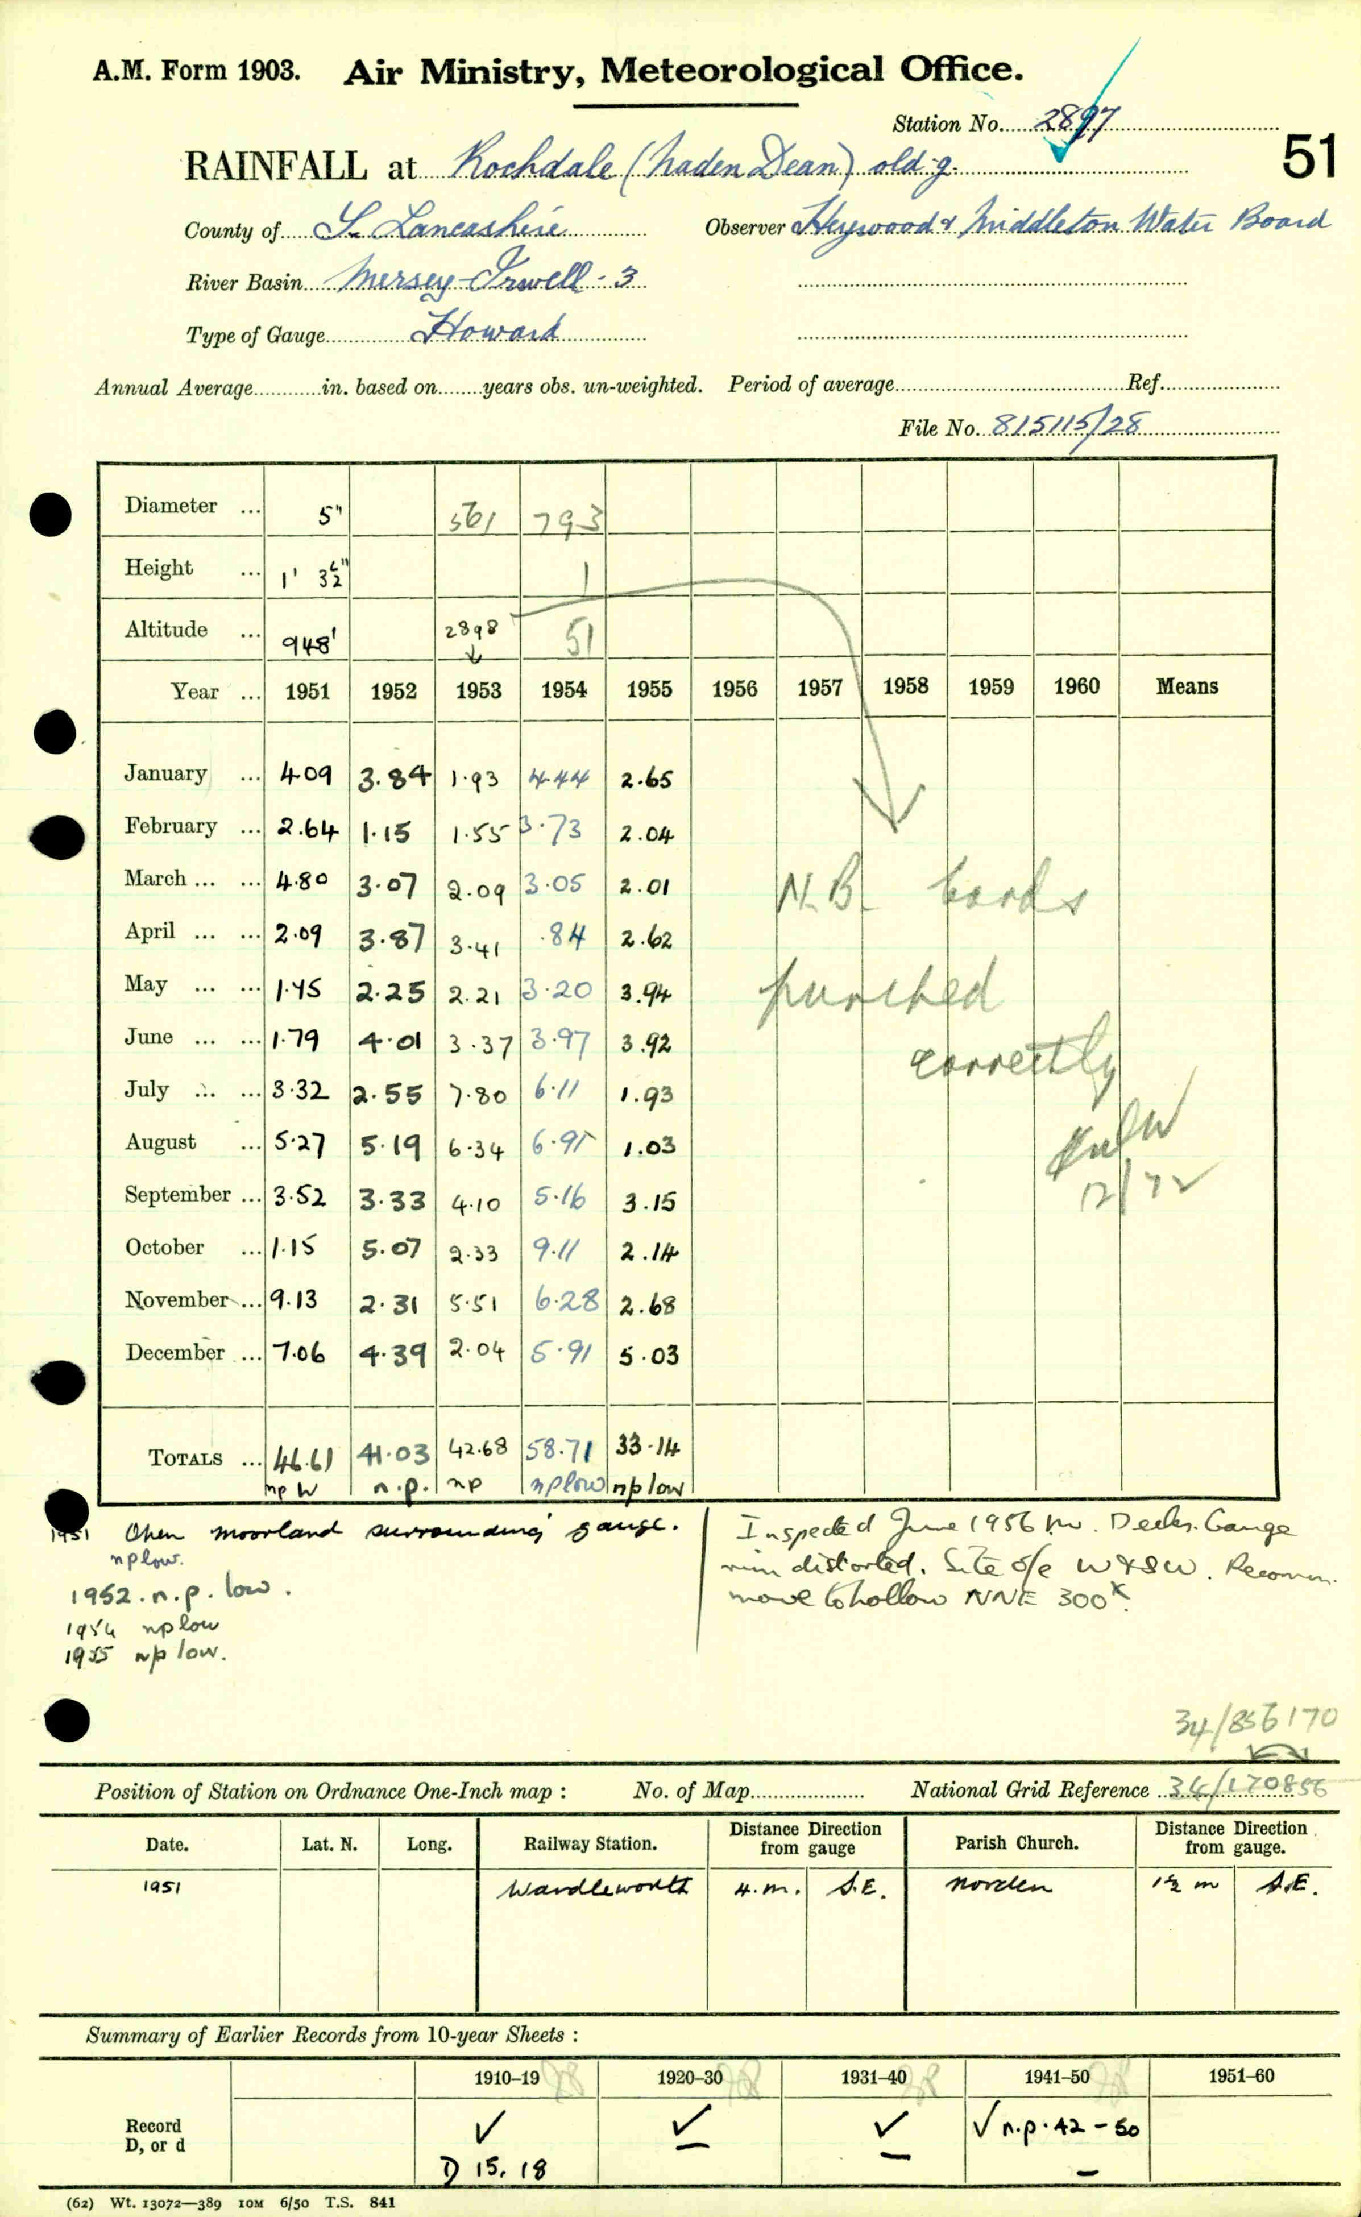 A.M. Form 1903. Air Ministry, Meteorological Office.
Station No. 2897
RAINFALL at Rochdale (Naden Dean) old g. 51
County of S. Lancashire Observer Heywood & Middleton Water Board
River Basin Mersey-Irwell - 3
Type of Gauge Howard
Annual Average in. based on years obs. un-weighted. Period of average Ref.
File No. 815115/28
Diameter ... 5" 561 793
Height ... 1' 3½" 1
Altitude ... 948' 2898 ↓ 51
Year ... 1951 1952 1953 1954 1955 1956 1957 1958 1959 1960 Means
January ... 4.09 3.84 1.93 4.44 2.65
February ... 2.64 1.15 1.55 3.73 2.04
March ... ... 4.80 3.07 2.09 3.05 2.01
N.B. Cards
April ... ... 2.09 3.87 3.41 .84 2.62
May ... ... 1.45 2.25 2.21 3.20 3.94
punched
June ... ... 1.79 4.01 3.37 3.97 3.92
correctly
July ... ... 3.32 2.55 7.80 6.11 1.93
August ... 5.27 5.19 6.34 6.95 1.03
September ... 3.52 3.33 4.10 5.16 3.15
12/72
October ... 1.15 5.07 2.33 9.11 2.14
November ... 9.13 2.31 5.51 6.28 2.68
December ... 7.06 4.39 2.04 5.91 5.03
TOTALS ... 46.61 41.03 42.68 58.71 33.14
np W n.p. np np low np low
1951 Open moorland surrounding gauge.
np low.
1952. n.p. low.
1954 np low
1955 np low.
Inspected June 1956 Mr. Deeks. Gauge
rim distorted. Site o/e W & SW. Recomm.
move to hollow NNE 300x.
34/856170
Position of Station on Ordnance One-Inch map : No. of Map National Grid Reference 34/170856
Date. Lat. N. Long. Railway Station. Distance from Direction gauge Parish Church. Distance from Direction gauge.
1951 Wardleworth 4. m. S.E. Norden 1½ m S.E.
Summary of Earlier Records from 10-year Sheets :
1910–19 1920–30 1931–40 1941–50 1951–60
Record D, or d ✓ ✓ ✓ ✓ n.p. 42 – 50
D 15, 18 – – –
(62) Wt. 13072—389 10M 6/50 T.S. 841